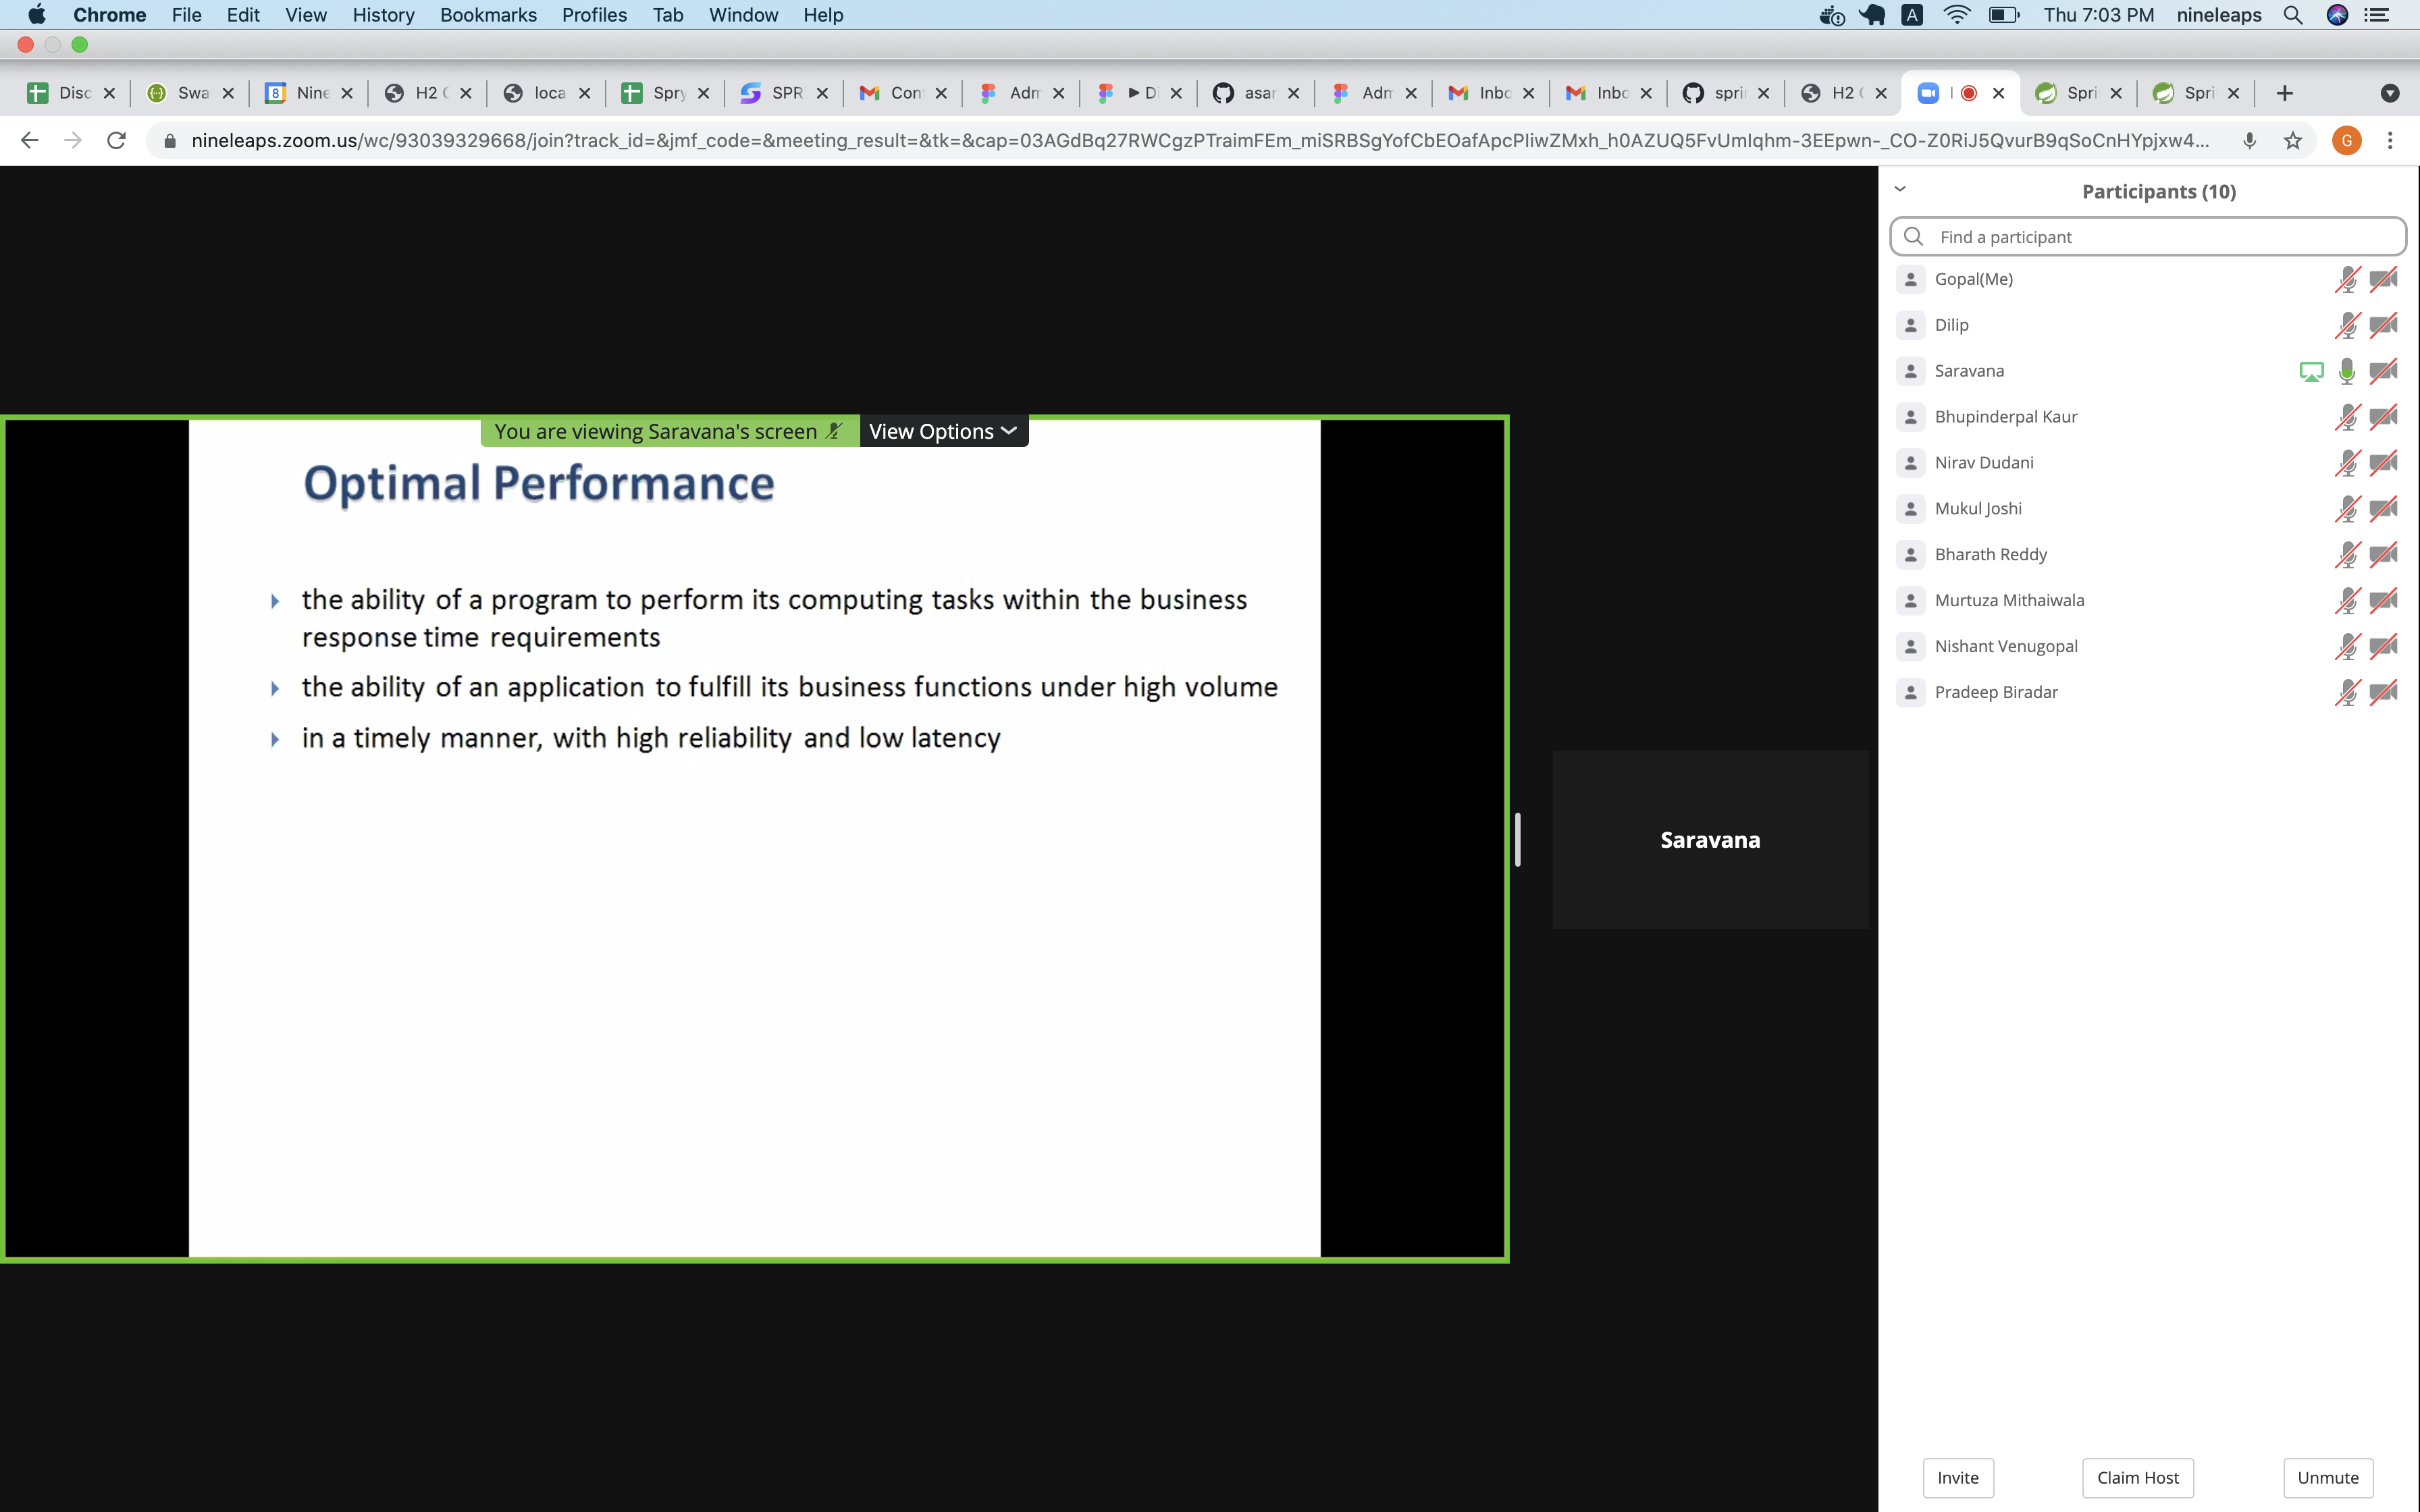 Chrome File Edit View History Bookmarks Profiles Tab Window Help A Thu 7:03 PM nineleaps
Disc Swa 8 Nine H2 C loca Spry SPR Con Adm ▶ D asar Adm Inbo Inbo spri H2 C Spri Spri
nineleaps.zoom.us/wc/93039329668/join?track_id=&jmf_code=&meeting_result=&tk=&cap=03AGdBq27RWCgzPTraimFEm_miSRBSgYofCbEOafApcPIiwZMxh_h0AZUQ5FvUmIqhm-3EEpwn-_CO-Z0RiJ5QvurB9qSoCnHYpjxw4... G
Participants (10)
Find a participant
Gopal(Me)
Dilip
Saravana
Bhupinderpal Kaur
Nirav Dudani
Mukul Joshi
Bharath Reddy
Murtuza Mithaiwala
Nishant Venugopal
Pradeep Biradar
You are viewing Saravana's screen View Options
Optimal Performance
the ability of a program to perform its computing tasks within the business
response time requirements
the ability of an application to fulfill its business functions under high volume
in a timely manner, with high reliability and low latency
Saravana
Invite Claim Host Unmute